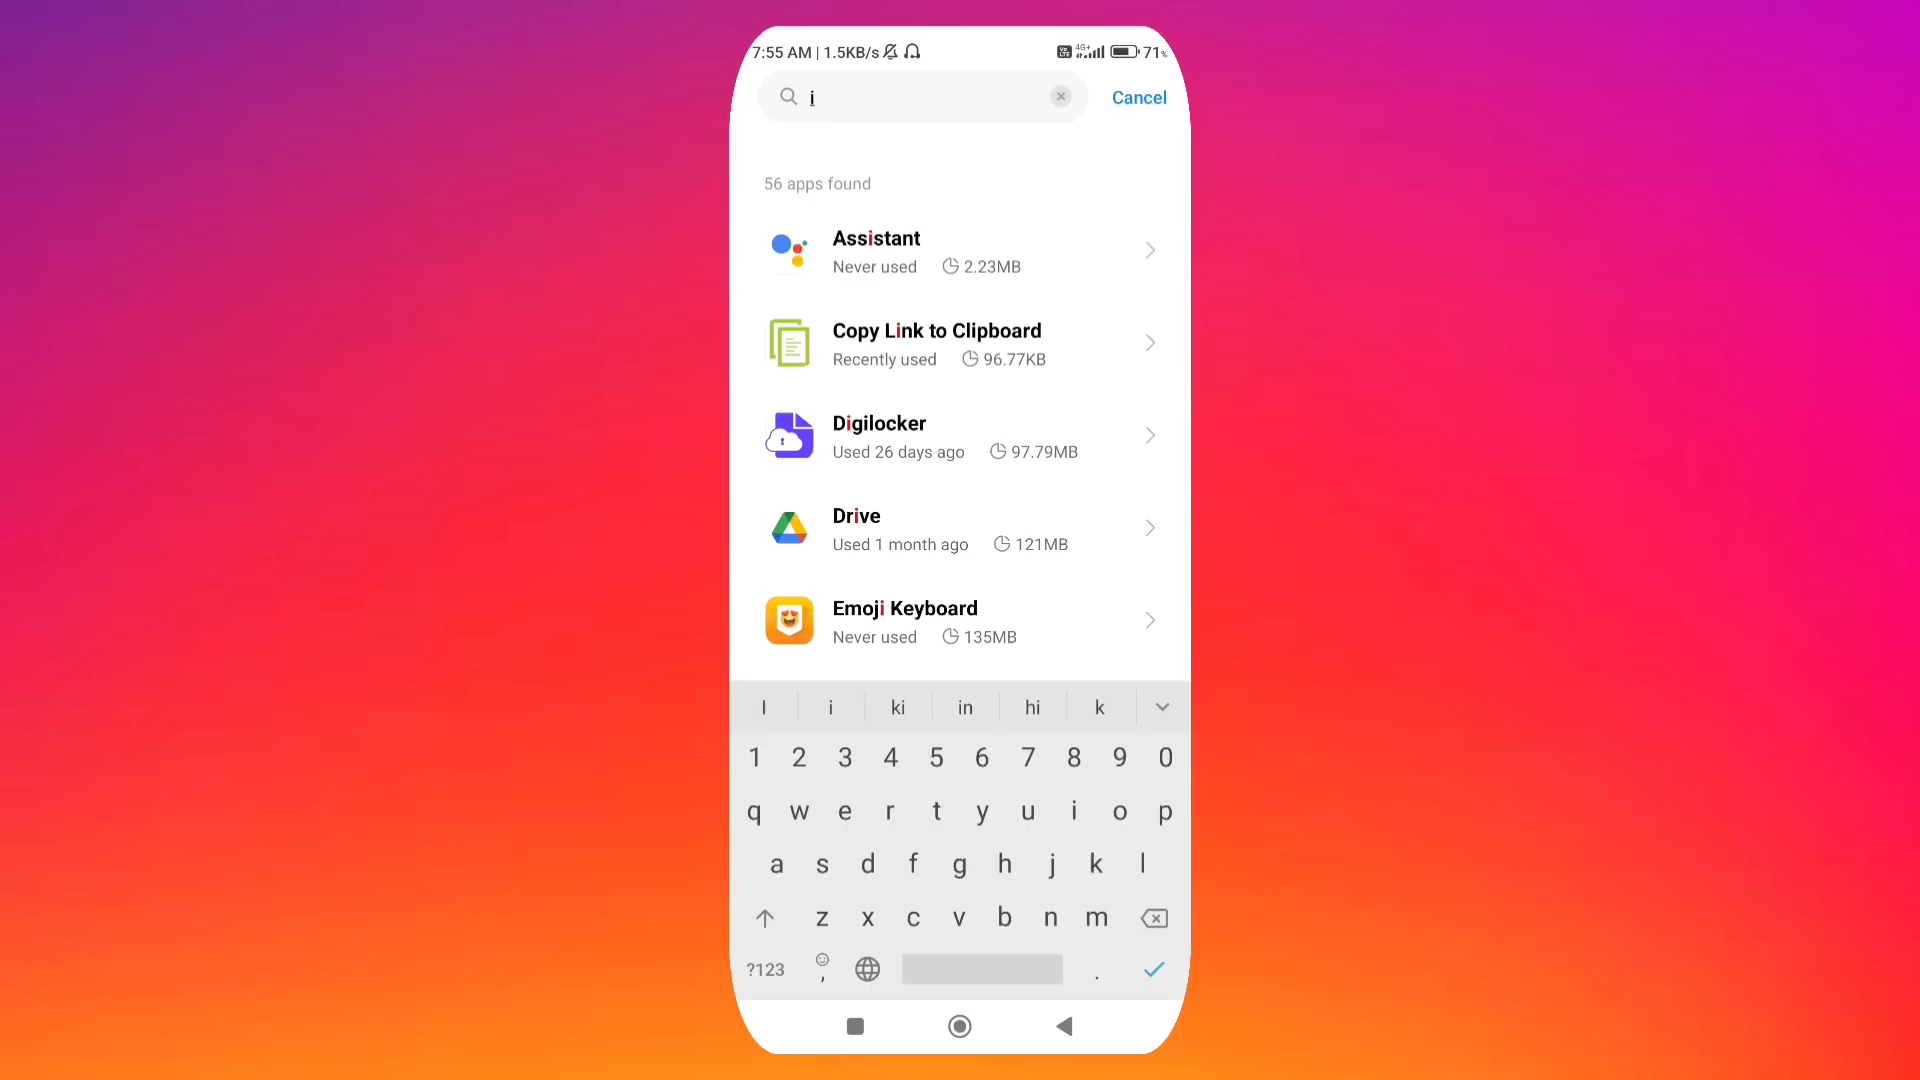 7:55 AM | 1.5KB/s 4G+ 71%
i Cancel
56 apps found
Assistant
Never used 2.23MB
Copy Link to Clipboard
Recently used 96.77KB
Digilocker
Used 26 days ago 97.79MB
Drive
Used 1 month ago 121MB
Emoji Keyboard
Never used 135MB
I i ki in hi k
1 2 3 4 5 6 7 8 9 0
q w e r t y u i o p
a s d f g h j k l
z x c v b n m
?123 , .